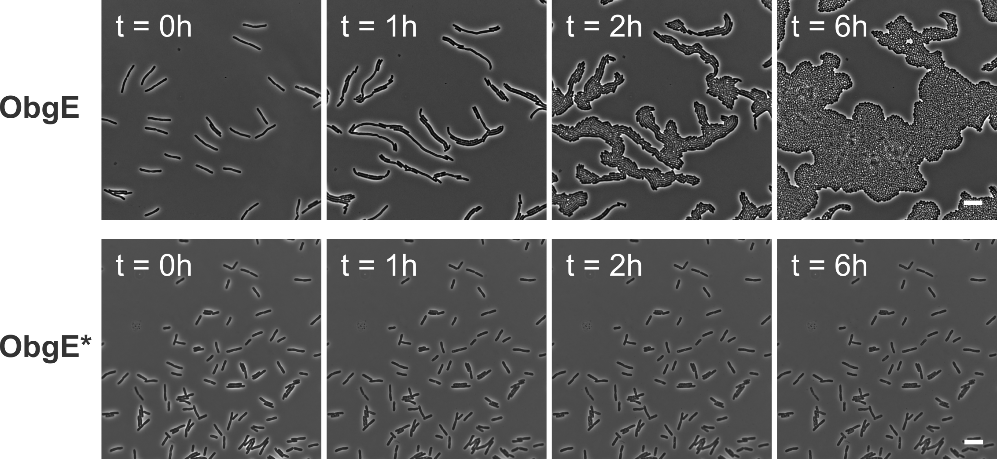 t = 0h t = 1h t = 2h t = 6h
ObgE
t = 0h t = 1h t = 2h t = 6h
ObgE*